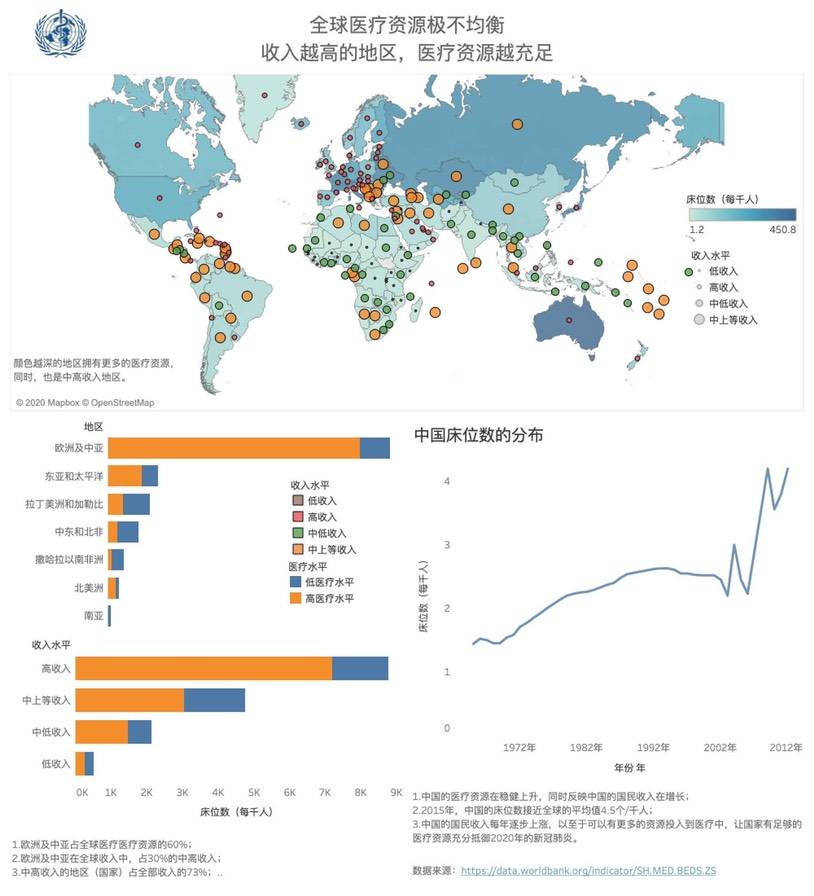 全球医疗资源极不均衡
收入越高的地区，医疗资源越充足
床位数（每千人）
1.2
450.8
收入水平
低收入
高收入
中低收入
中上等收入
颜色越深的地区拥有更多的医疗资源，
同时，也是中高收入地区。
© 2020 Mapbox © OpenStreetMap
地区
欧洲及中亚
东亚和太平洋
拉丁美洲和加勒比
中东和北非
撒哈拉以南非洲
北美洲
南亚
收入水平
低收入
高收入
中低收入
中上等收入
医疗水平
低医疗水平
高医疗水平
收入水平
高收入
中上等收入
中低收入
低收入
0K 1K 2K 3K 4K 5K 6K 7K 8K 9K
床位数（每千人）
1.欧洲及中亚占全球医疗医疗资源的60%；
2.欧洲及中亚在全球收入中，占30%的中高收入；
3.中高收入的地区（国家）占全部收入的73%；..
中国床位数的分布
床位数（每千人）
4
3
2
1
0
1972年 1982年 1992年 2002年 2012年
年份 年
1.中国的医疗资源在稳健上升，同时反映中国的国民收入在增长；
2.2015年，中国的床位数接近全球的平均值4.5个/千人；
3.中国的国民收入每年逐步上涨，以至于可以有更多的资源投入到医疗中，让国家有足够的
医疗资源充分抵御2020年的新冠肺炎。
数据来源：https://data.worldbank.org/indicator/SH.MED.BEDS.ZS